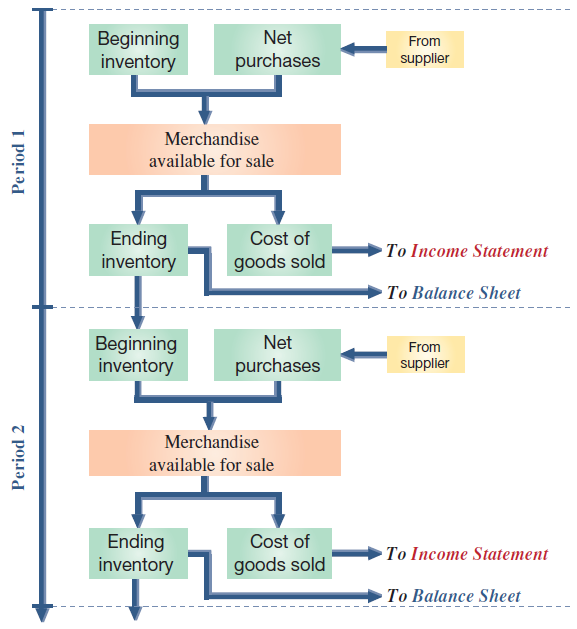 Period 1
Beginning
inventory
Net
purchases
From
supplier
Merchandise
available for sale
Ending
inventory
Cost of
goods sold
To Income Statement
To Balance Sheet
Period 2
Beginning
inventory
Net
purchases
From
supplier
Merchandise
available for sale
Ending
inventory
Cost of
goods sold
To Income Statement
To Balance Sheet